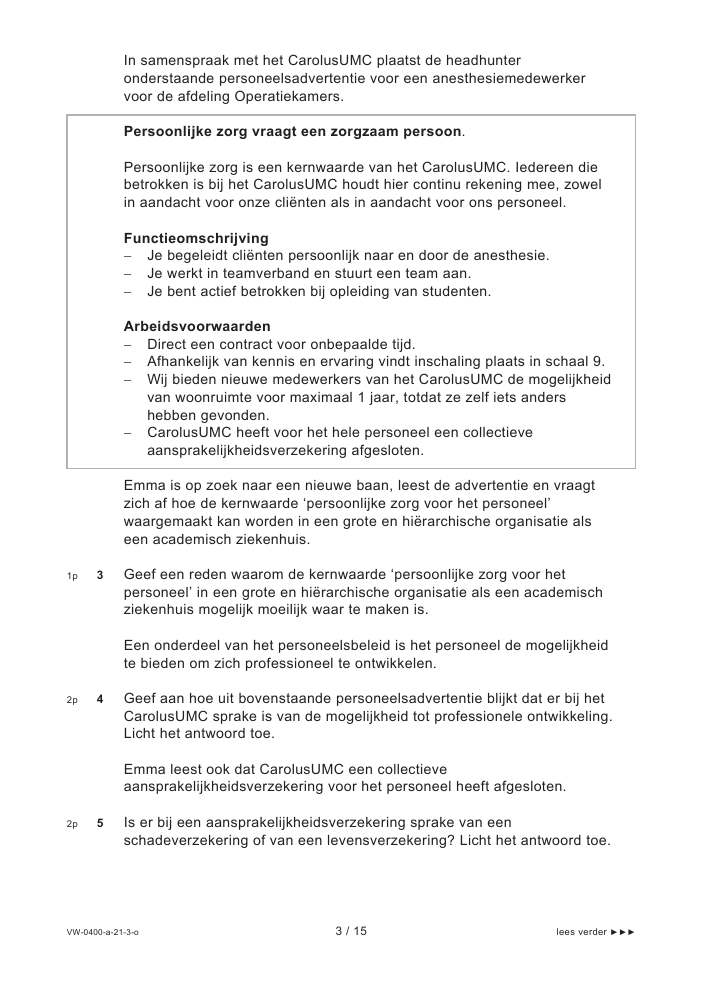 In samenspraak met het CarolusUMC plaatst de headhunter
onderstaande personeelsadvertentie voor een anesthesiemedewerker
voor de afdeling Operatiekamers.
Persoonlijke zorg vraagt een zorgzaam persoon.
Persoonlijke zorg is een kernwaarde van het CarolusUMC. Iedereen die
betrokken is bij het CarolusUMC houdt hier continu rekening mee, zowel
in aandacht voor onze cliënten als in aandacht voor ons personeel.
Functieomschrijving
– Je begeleidt cliënten persoonlijk naar en door de anesthesie.
– Je werkt in teamverband en stuurt een team aan.
– Je bent actief betrokken bij opleiding van studenten.
Arbeidsvoorwaarden
– Direct een contract voor onbepaalde tijd.
– Afhankelijk van kennis en ervaring vindt inschaling plaats in schaal 9.
– Wij bieden nieuwe medewerkers van het CarolusUMC de mogelijkheid
van woonruimte voor maximaal 1 jaar, totdat ze zelf iets anders
hebben gevonden.
– CarolusUMC heeft voor het hele personeel een collectieve
aansprakelijkheidsverzekering afgesloten.
Emma is op zoek naar een nieuwe baan, leest de advertentie en vraagt
zich af hoe de kernwaarde ‘persoonlijke zorg voor het personeel’
waargemaakt kan worden in een grote en hiërarchische organisatie als
een academisch ziekenhuis.
1p 3 Geef een reden waarom de kernwaarde ‘persoonlijke zorg voor het
personeel’ in een grote en hiërarchische organisatie als een academisch
ziekenhuis mogelijk moeilijk waar te maken is.
Een onderdeel van het personeelsbeleid is het personeel de mogelijkheid
te bieden om zich professioneel te ontwikkelen.
2p 4 Geef aan hoe uit bovenstaande personeelsadvertentie blijkt dat er bij het
CarolusUMC sprake is van de mogelijkheid tot professionele ontwikkeling.
Licht het antwoord toe.
Emma leest ook dat CarolusUMC een collectieve
aansprakelijkheidsverzekering voor het personeel heeft afgesloten.
2p 5 Is er bij een aansprakelijkheidsverzekering sprake van een
schadeverzekering of van een levensverzekering? Licht het antwoord toe.
VW-0400-a-21-3-o 3 / 15 lees verder ►►►